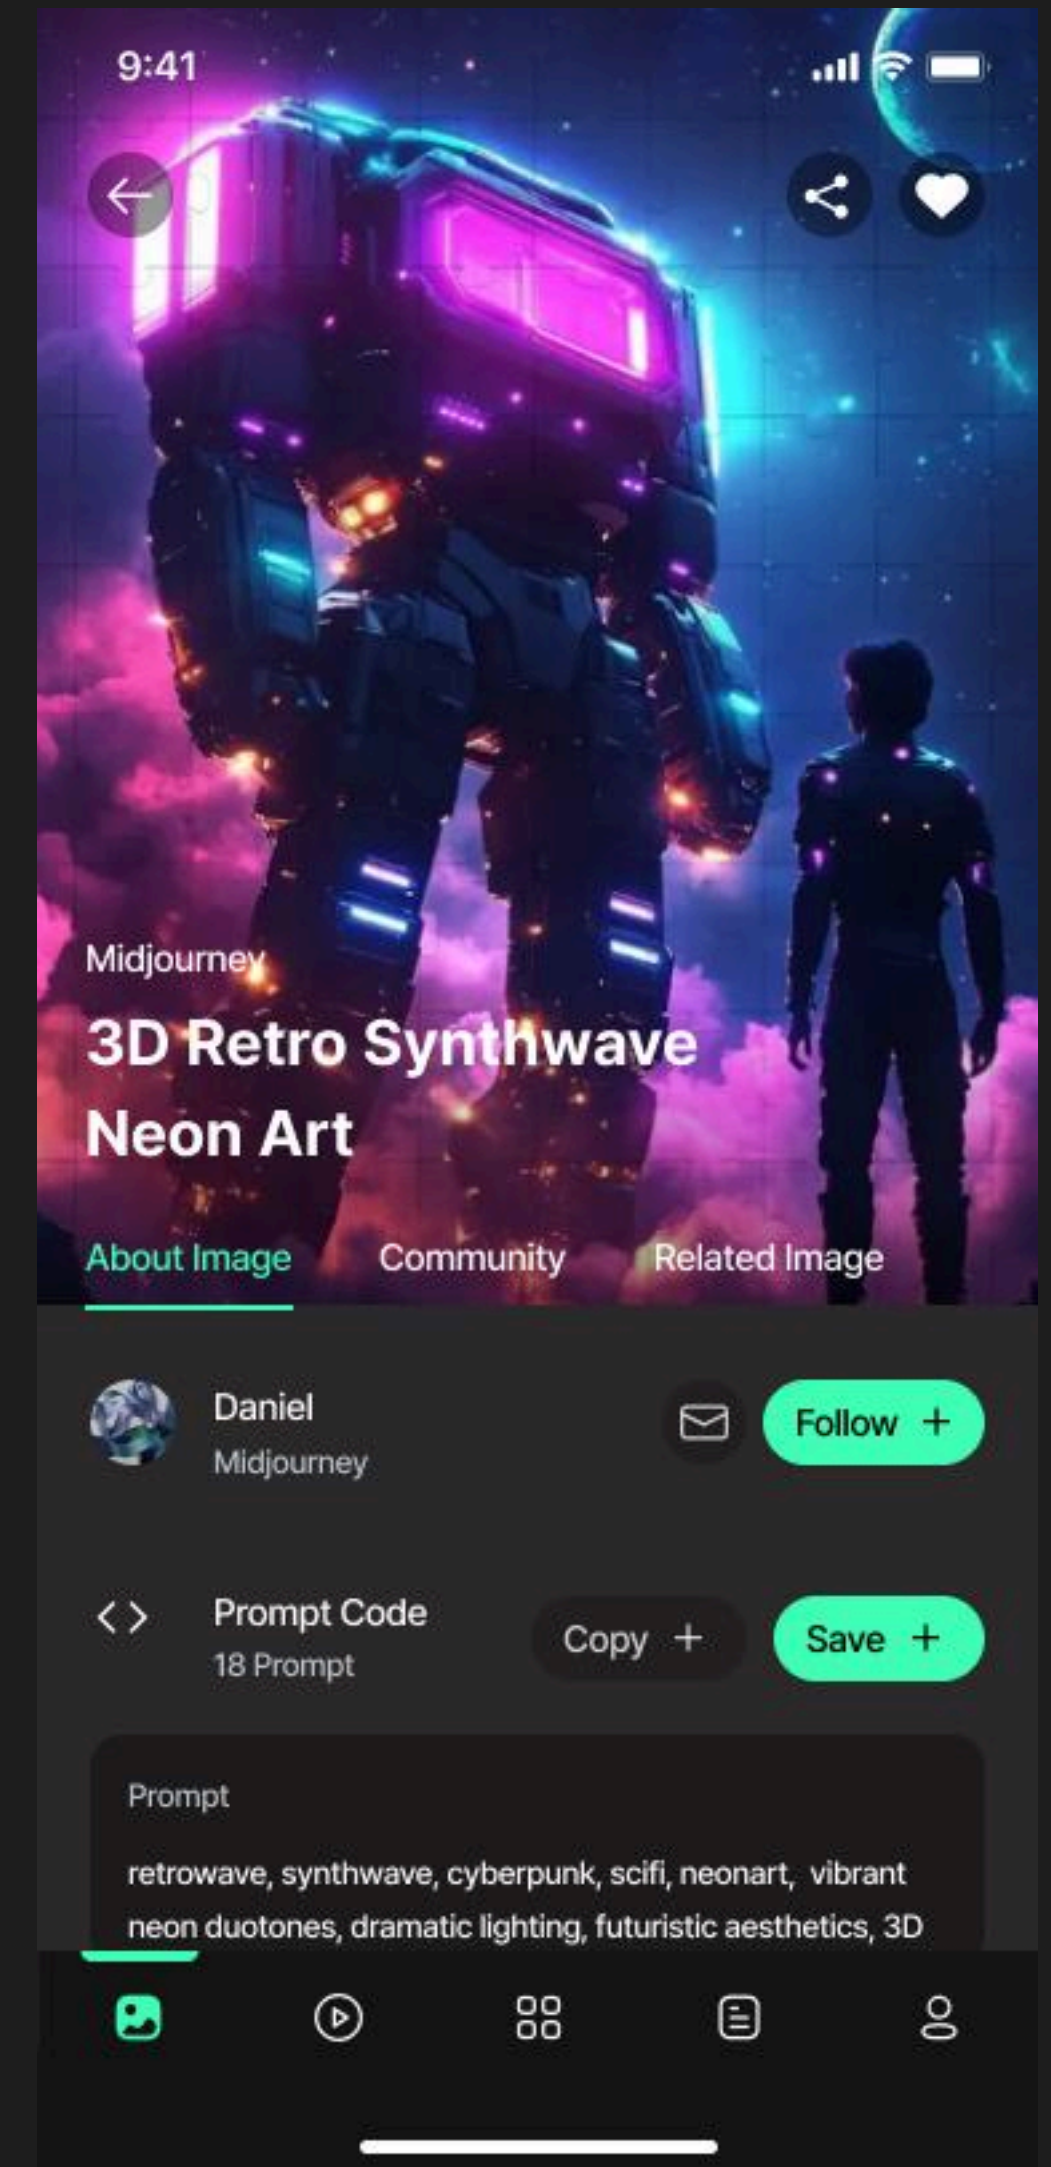 9:41
Midjourney
3D Retro Synthwave
Neon Art
About Image Community Related Image
Daniel
Midjourney
Follow +
Prompt Code
18 Prompt
Copy +
Save +
Prompt
retrowave, synthwave, cyberpunk, scifi, neonart, vibrant
neon duotones, dramatic lighting, futuristic aesthetics, 3D